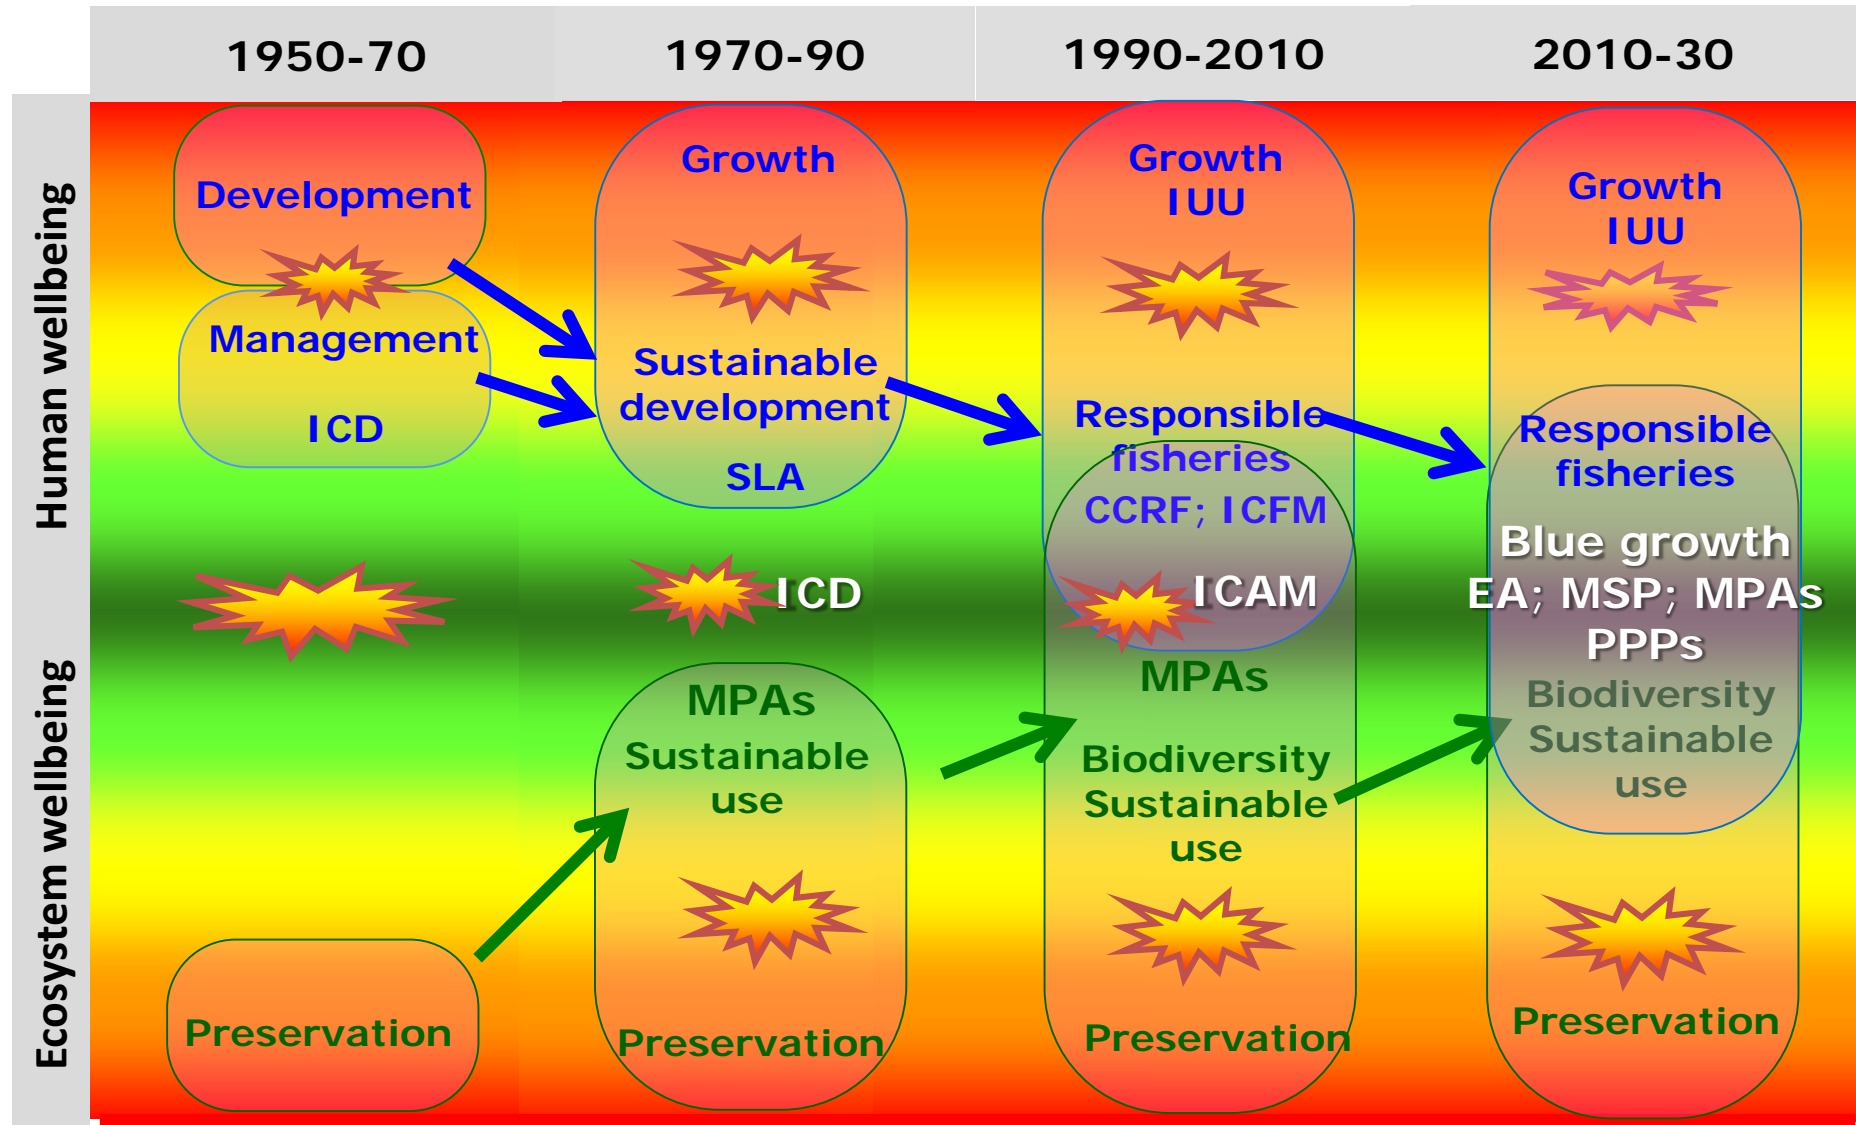 1950-70
1970-90
1990-2010
2010-30
Human wellbeing
Ecosystem wellbeing
Development
Management
ICD
Preservation
Growth
Sustainable
development
SLA
ICD
MPAs
Sustainable
use
Preservation
Growth
IUU
Responsible
fisheries
CCRF; ICFM
ICAM
MPAs
Biodiversity
Sustainable
use
Preservation
Growth
IUU
Responsible
fisheries
Blue growth
EA; MSP; MPAs
PPPs
Biodiversity
Sustainable
use
Preservation